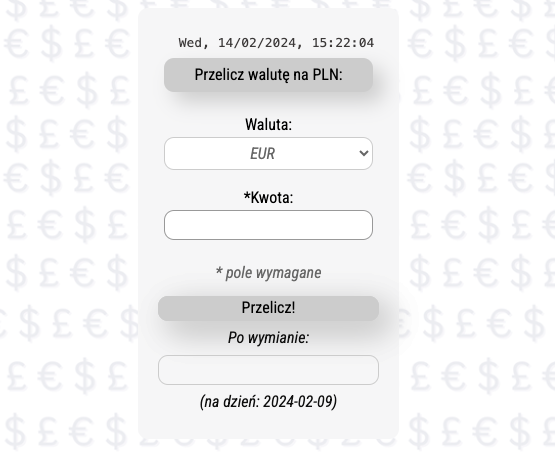 Wed, 14/02/2024, 15:22:04
Przelicz walutę na PLN:
Waluta:
EUR
*Kwota:
* pole wymagane
Przelicz!
Po wymianie:
(na dzień: 2024-02-09)